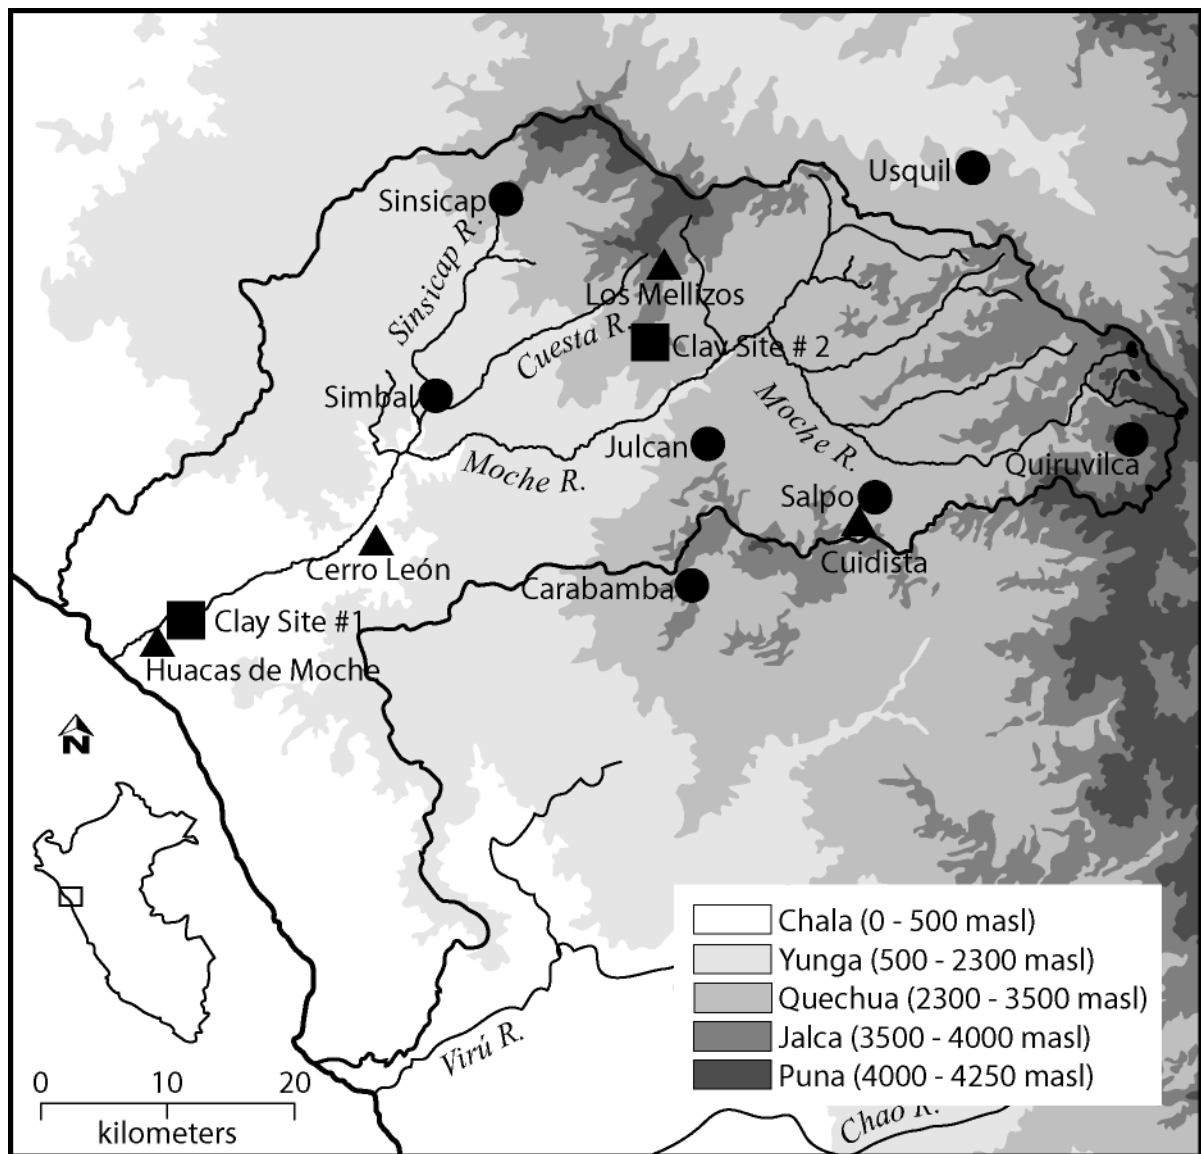 Usquil
Sinsicap
Sinsicap R.
Los Mellizos
Cuesta R.
Clay Site # 2
Simbal
Moche R.
Julcan
Moche R.
Quiruvilca
Salpo
Cuidista
Cerro León
Carabamba
Clay Site #1
Huacas de Moche
N
Chala (0 - 500 masl)
Yunga (500 - 2300 masl)
Quechua (2300 - 3500 masl)
Jalca (3500 - 4000 masl)
Puna (4000 - 4250 masl)
Virú R.
Chao R.
0 10 20
kilometers